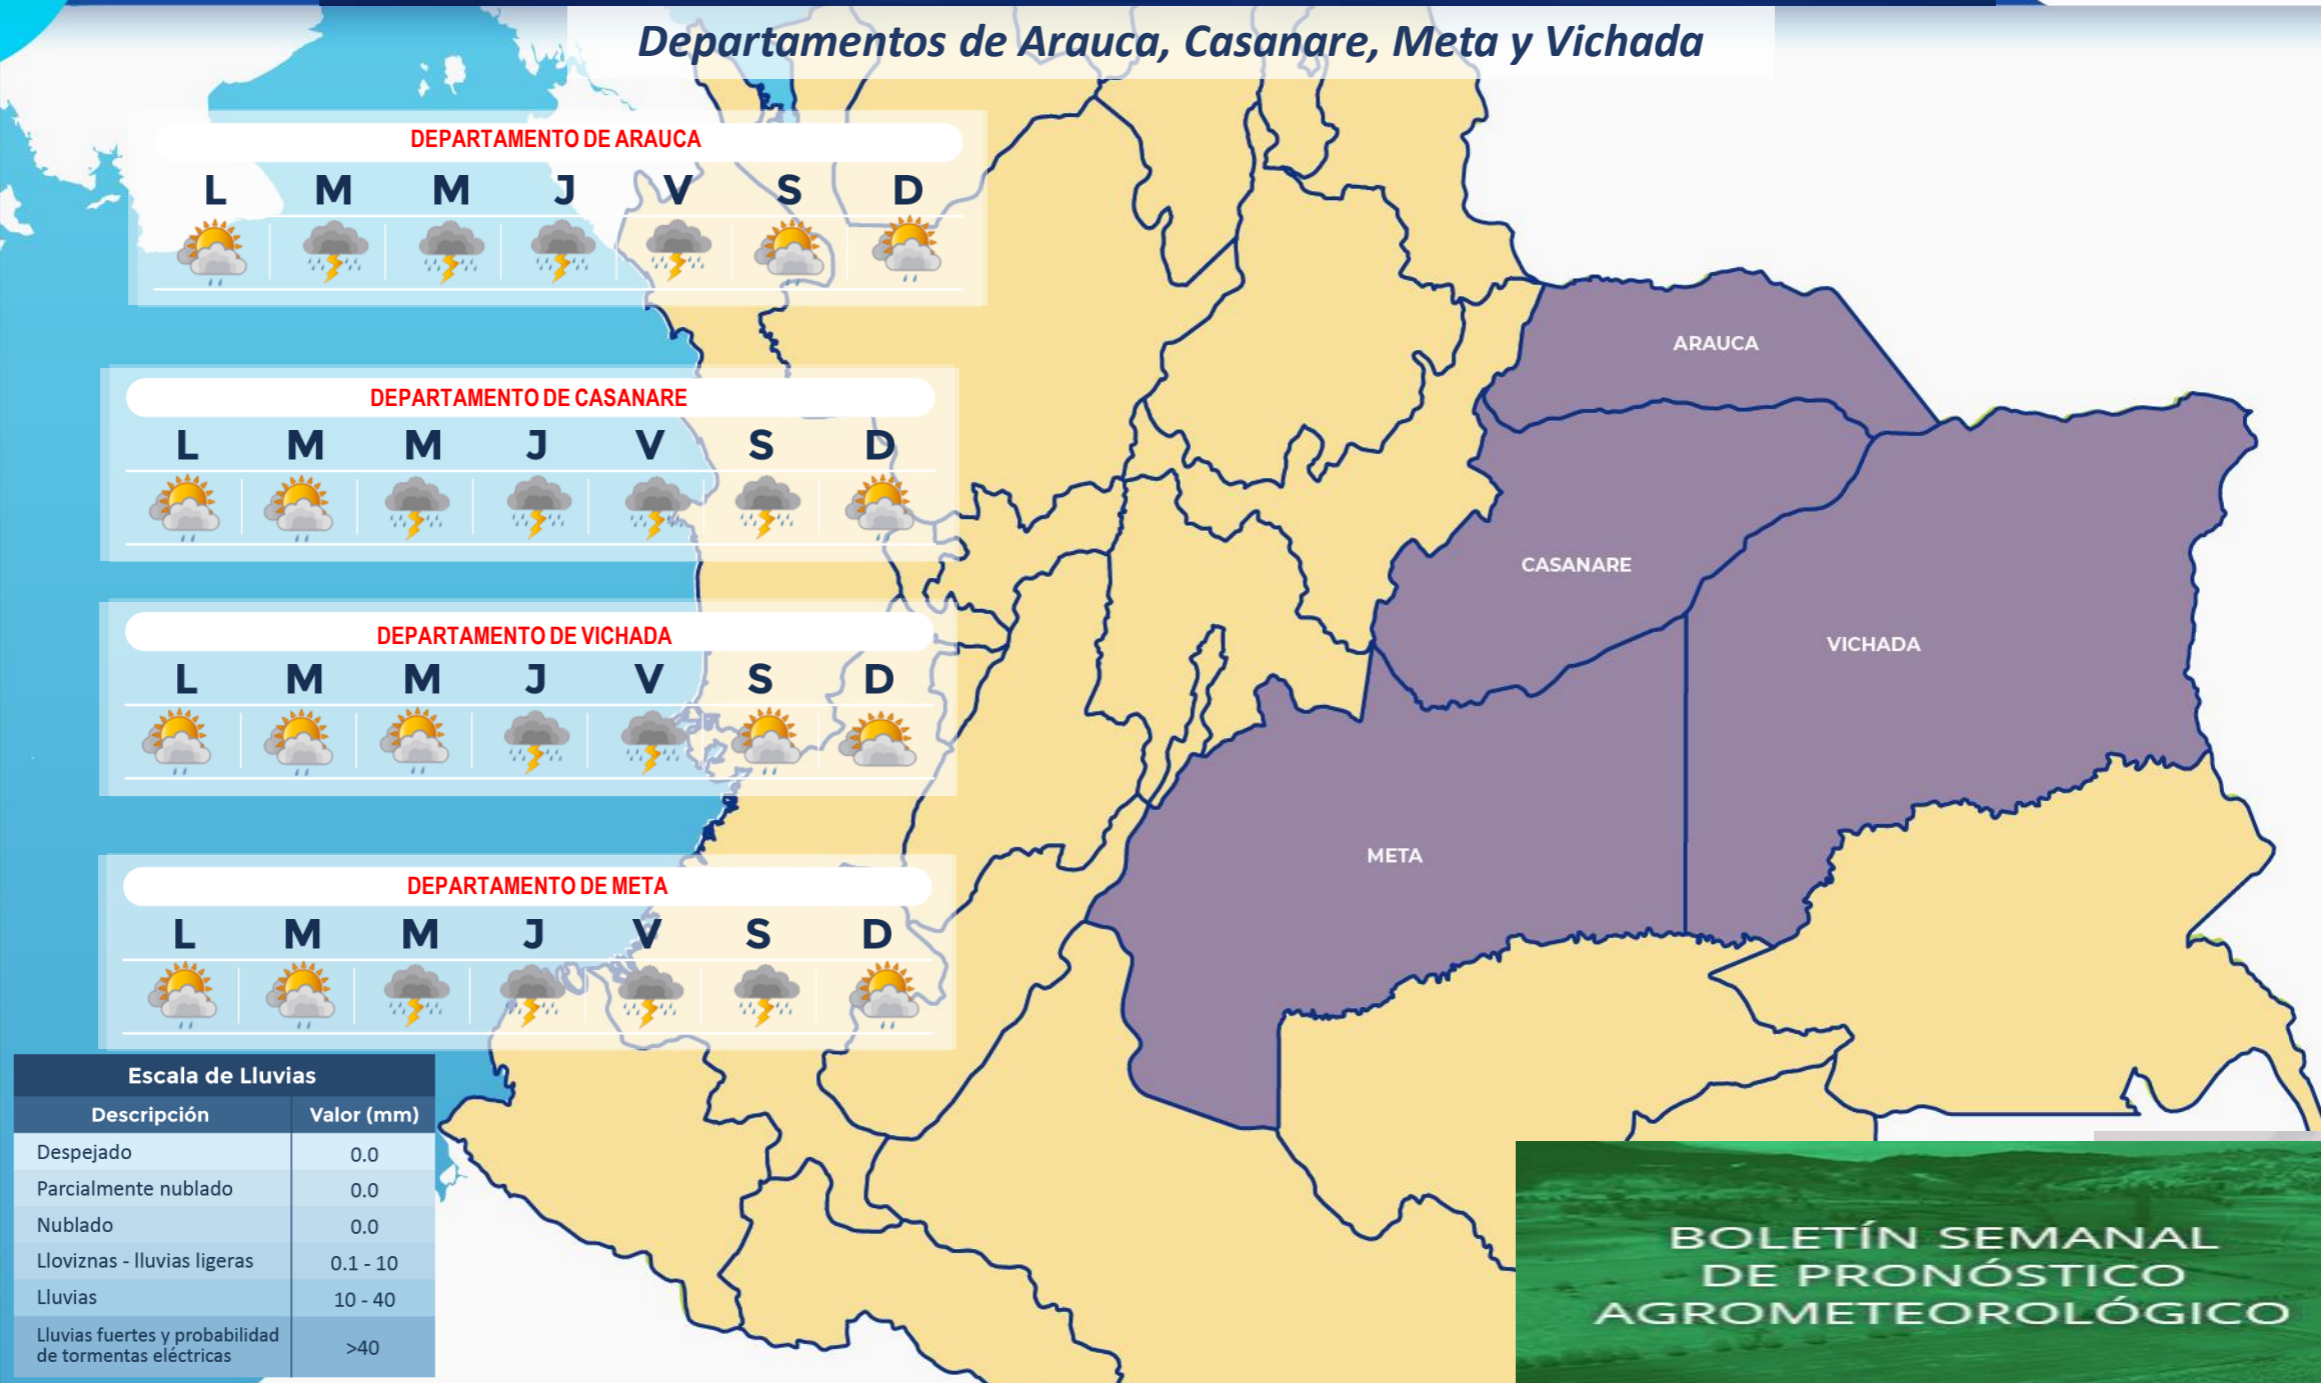 Departamentos de Arauca, Casanare, Meta y Vichada
DEPARTAMENTO DE ARAUCA
L M M J V S D
DEPARTAMENTO DE CASANARE
L M M J V S D
DEPARTAMENTO DE VICHADA
L M M J V S D
DEPARTAMENTO DE META
L M M J V S D
ARAUCA
CASANARE
VICHADA
META
Escala de Lluvias
Descripción Valor (mm)
Despejado 0.0
Parcialmente nublado 0.0
Nublado 0.0
Lloviznas - lluvias ligeras 0.1 - 10
Lluvias 10 - 40
Lluvias fuertes y probabilidad
de tormentas eléctricas >40
BOLETÍN SEMANAL
DE PRONÓSTICO
AGROMETEOROLÓGICO